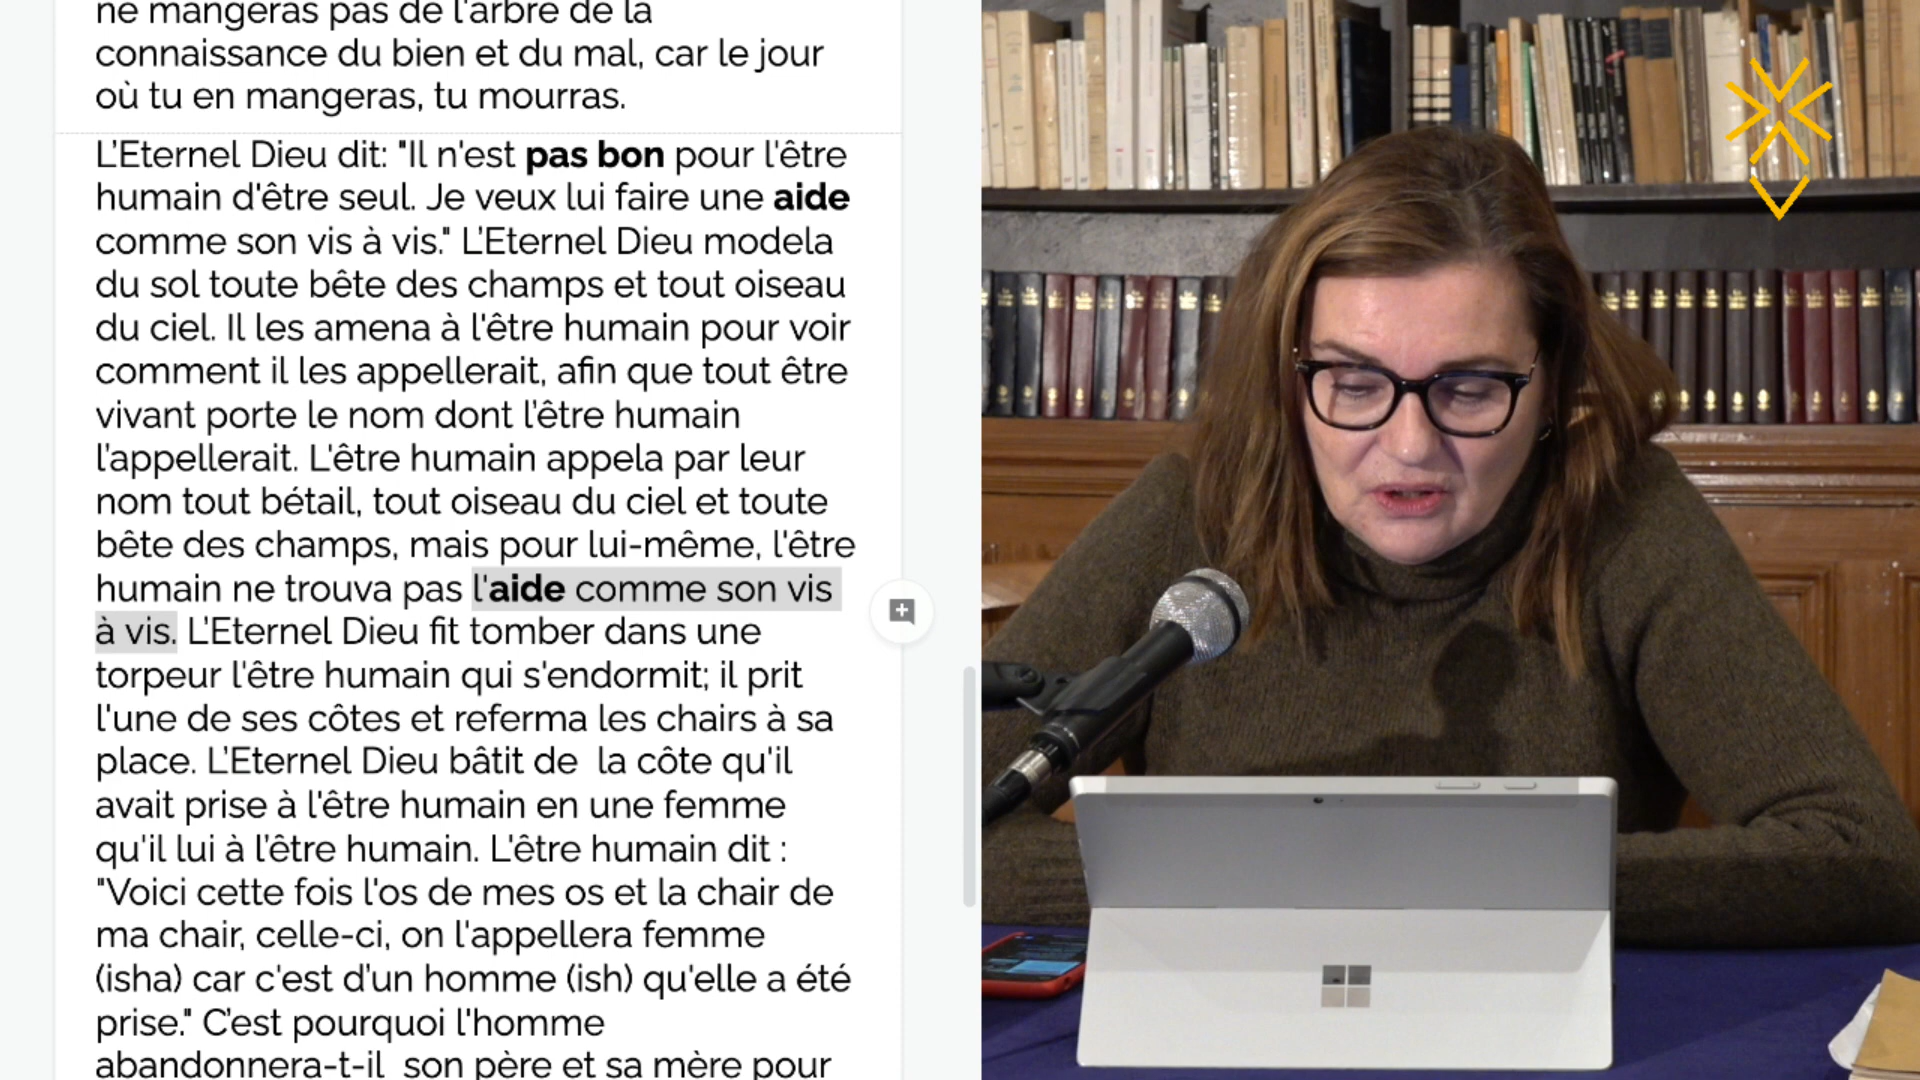 ne mangeras pas de l'arbre de la
connaissance du bien et du mal, car le jour
où tu en mangeras, tu mourras.
L'Eternel Dieu dit: "Il n'est pas bon pour l'être
humain d'être seul. Je veux lui faire une aide
comme son vis à vis." L'Eternel Dieu modela
du sol toute bête des champs et tout oiseau
du ciel. Il les amena à l'être humain pour voir
comment il les appellerait, afin que tout être
vivant porte le nom dont l'être humain
l'appellerait. L'être humain appela par leur
nom tout bétail, tout oiseau du ciel et toute
bête des champs, mais pour lui-même, l'être
humain ne trouva pas l'aide comme son vis
à vis. L'Eternel Dieu fit tomber dans une
torpeur l'être humain qui s'endormit; il prit
l'une de ses côtes et referma les chairs à sa
place. L'Eternel Dieu bâtit de  la côte qu'il
avait prise à l'être humain en une femme
qu'il lui à l'être humain. L'être humain dit :
"Voici cette fois l'os de mes os et la chair de
ma chair, celle-ci, on l'appellera femme
(isha) car c'est d'un homme (ish) qu'elle a été
prise." C'est pourquoi l'homme
abandonnera-t-il  son père et sa mère pour